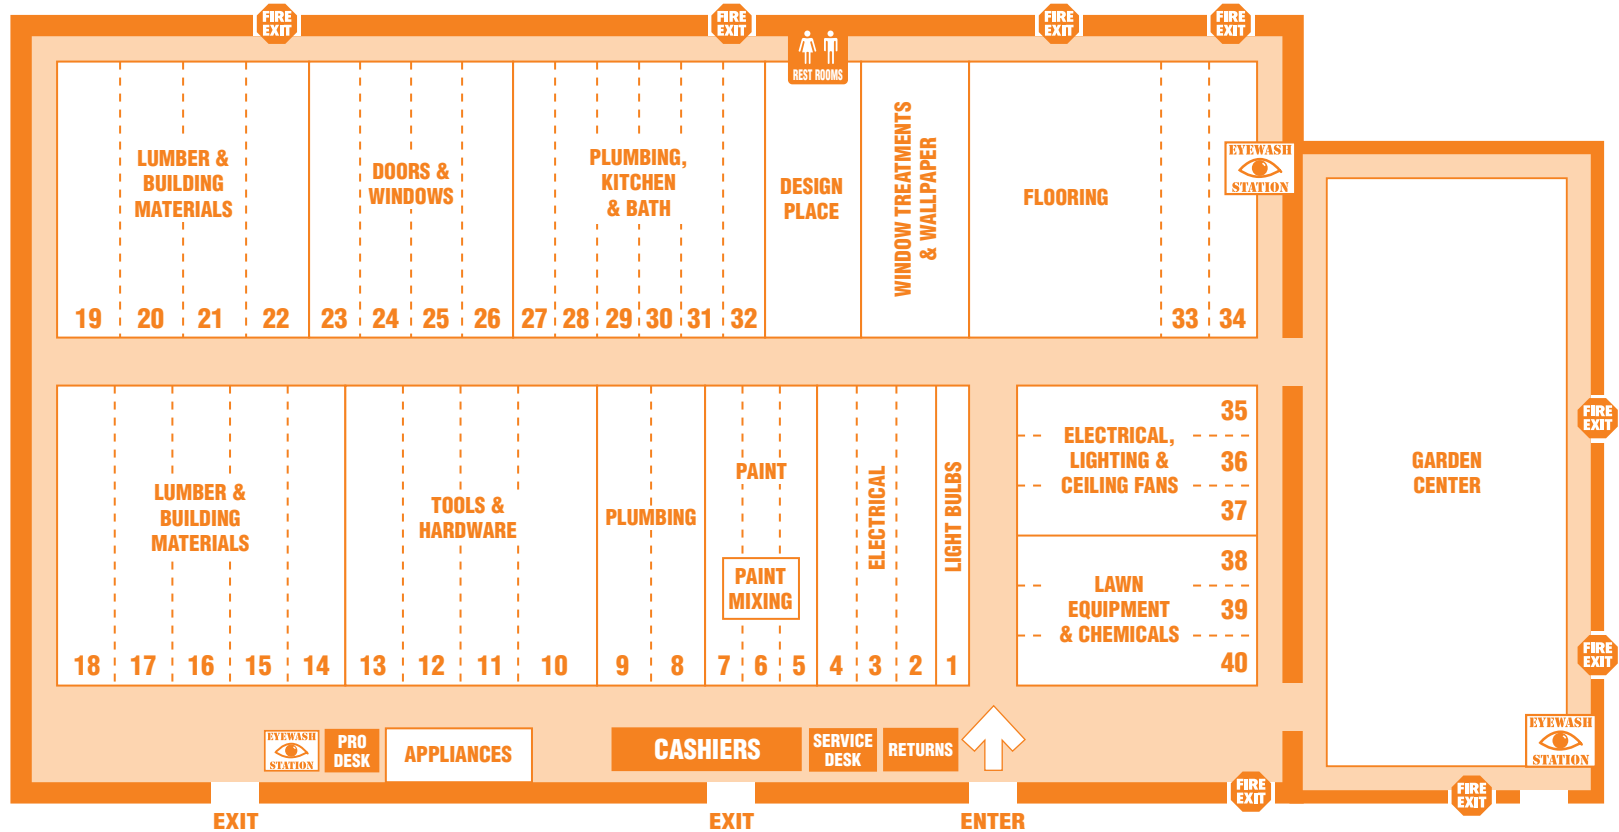 FIRE
EXIT
FIRE
EXIT
FIRE
EXIT
FIRE
EXIT
REST ROOMS
LUMBER &
BUILDING
MATERIALS
DOORS &
WINDOWS
PLUMBING,
KITCHEN
& BATH
DESIGN
PLACE
WINDOW TREATMENTS
& WALLPAPER
FLOORING
EYEWASH
STATION
19 20 21 22 23 24 25 26 27 28 29 30 31 32 33 34
LUMBER &
BUILDING
MATERIALS
TOOLS &
HARDWARE
PLUMBING
PAINT
PAINT
MIXING
ELECTRICAL
LIGHT BULBS
18 17 16 15 14 13 12 11 10 9 8 7 6 5 4 3 2 1
ELECTRICAL,
LIGHTING &
CEILING FANS
35
36
37
LAWN
EQUIPMENT
& CHEMICALS
38
39
40
GARDEN
CENTER
FIRE
EXIT
FIRE
EXIT
EYEWASH
STATION
EYEWASH
STATION
PRO
DESK
APPLIANCES
CASHIERS
SERVICE
DESK
RETURNS
FIRE
EXIT
FIRE
EXIT
EXIT
EXIT
ENTER